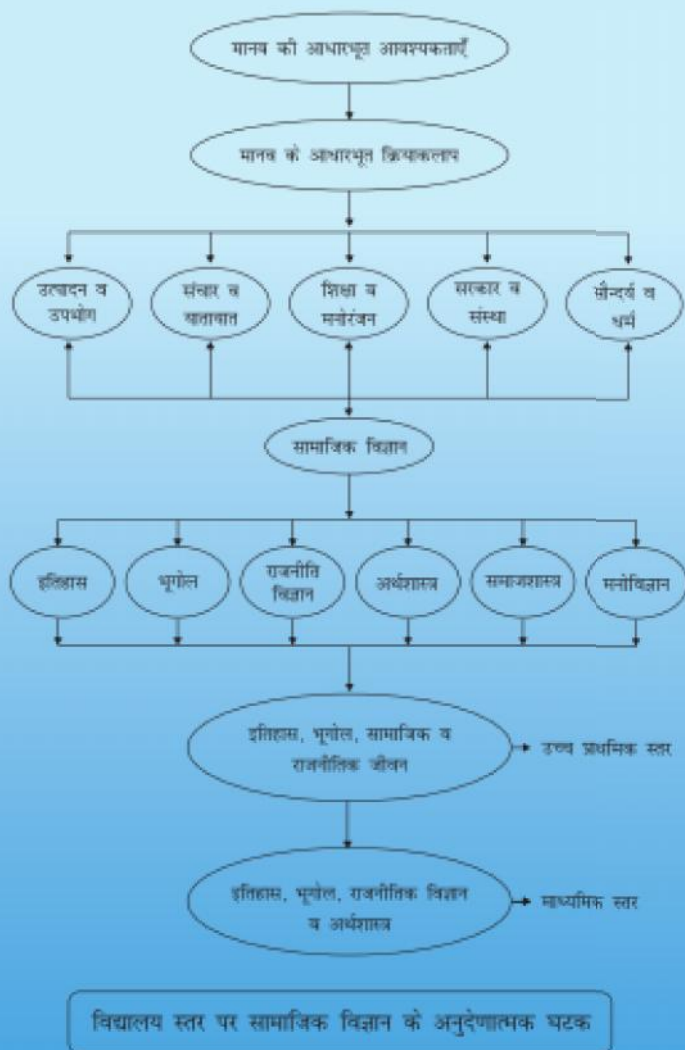 मानव की आधारभूत आवश्यकताएँ
मानव के आधारभूत क्रियाकलाप
उत्पादन व
उपभोग
संचार व
यातायात
शिक्षा व
मनोरंजन
सरकार व
संस्था
सौन्दर्य व
धर्म
सामाजिक विज्ञान
इतिहास
भूगोल
राजनीति
विज्ञान
अर्थशास्त्र
समाजशास्त्र
मनोविज्ञान
इतिहास, भूगोल, सामाजिक व
राजनीतिक जीवन
उच्च प्राथमिक स्तर
इतिहास, भूगोल, राजनीतिक विज्ञान
व अर्थशास्त्र
माध्यमिक स्तर
विद्यालय स्तर पर सामाजिक विज्ञान के अनुदेणात्मक घटक